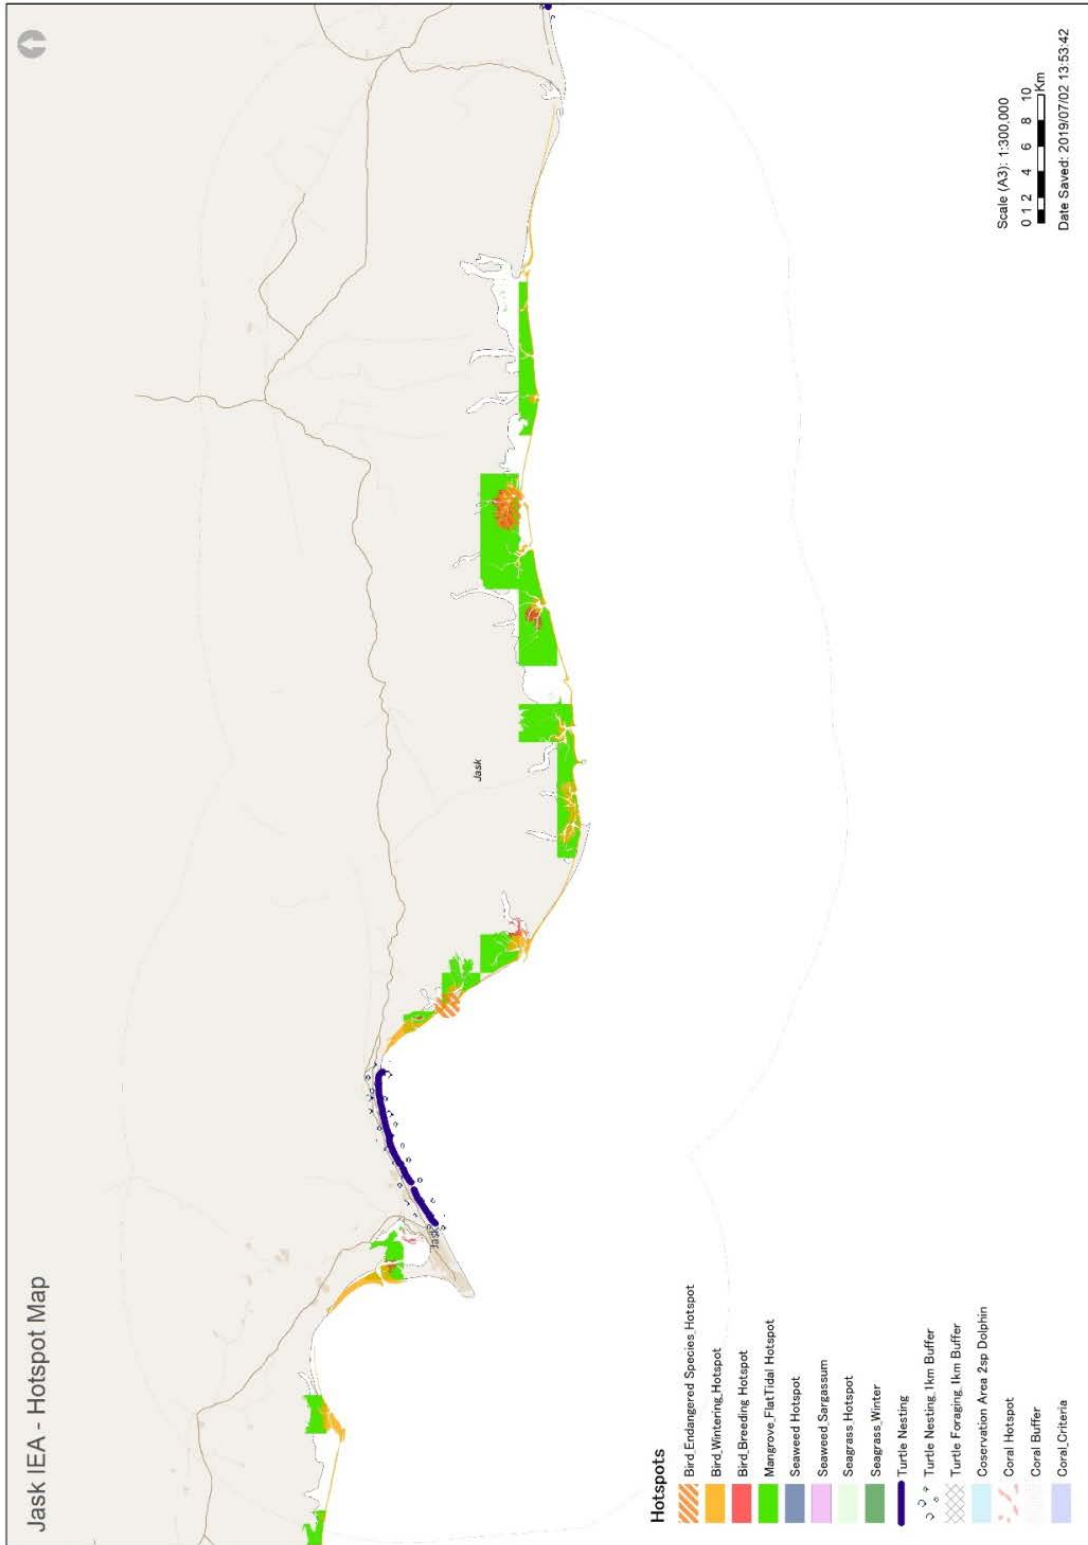 Jask IEA - Hotspot Map
Jask
Jask
Hotspots
Bird_Endangered Species_Hotspot
Bird_Wintering_Hotspot
Bird_Breeding Hotspot
Mangrove_FlatTidal Hotspot
Seaweed Hotspot
Seaweed_Sargassum
Seagrass Hotspot
Seagrass_Winter
Turtle Nesting
Turtle Nesting_1km Buffer
Turtle Foraging_1km Buffer
Coservation Area 2sp Dolphin
Coral Hotspot
Coral Buffer
Coral_Criteria
Scale (A3): 1:300,000
0 1 2 4 6 8 10
Km
Date Saved: 2019/07/02 13:53:42